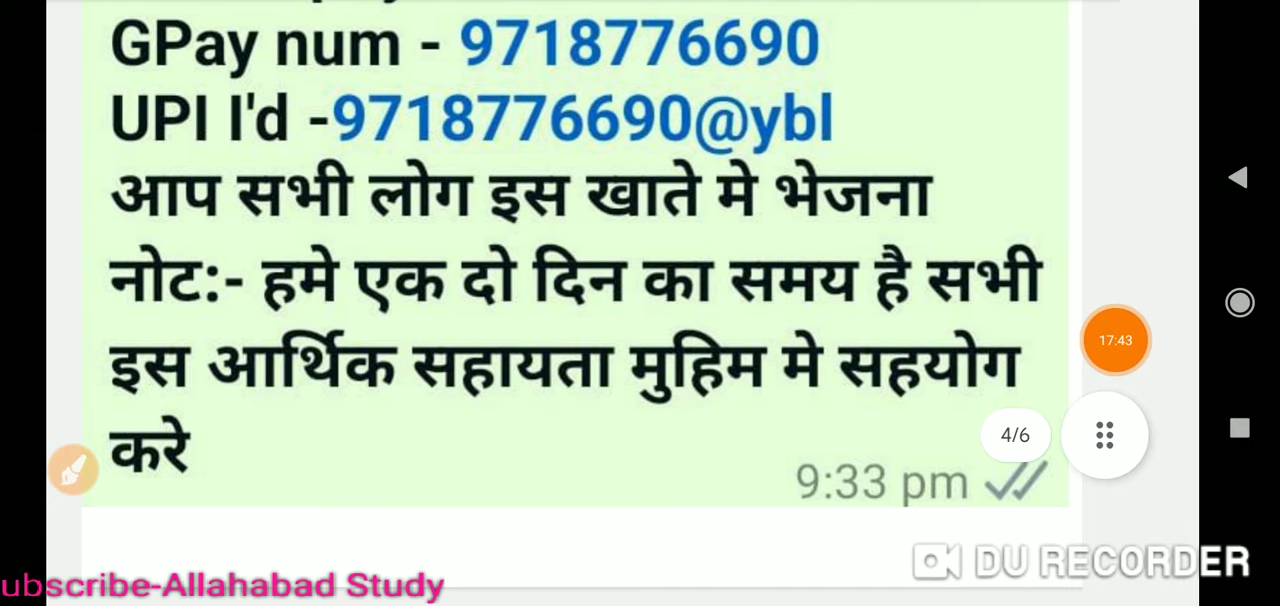 GPay num - 9718776690
UPI I'd -9718776690@ybl
आप सभी लोग इस खाते मे भेजना
नोट:- हमे एक दो दिन का समय है सभी
इस आर्थिक सहायता मुहिम मे सहयोग
करे
9:33 pm
17:43
4/6
DU RECORDER
ubscribe-Allahabad Study